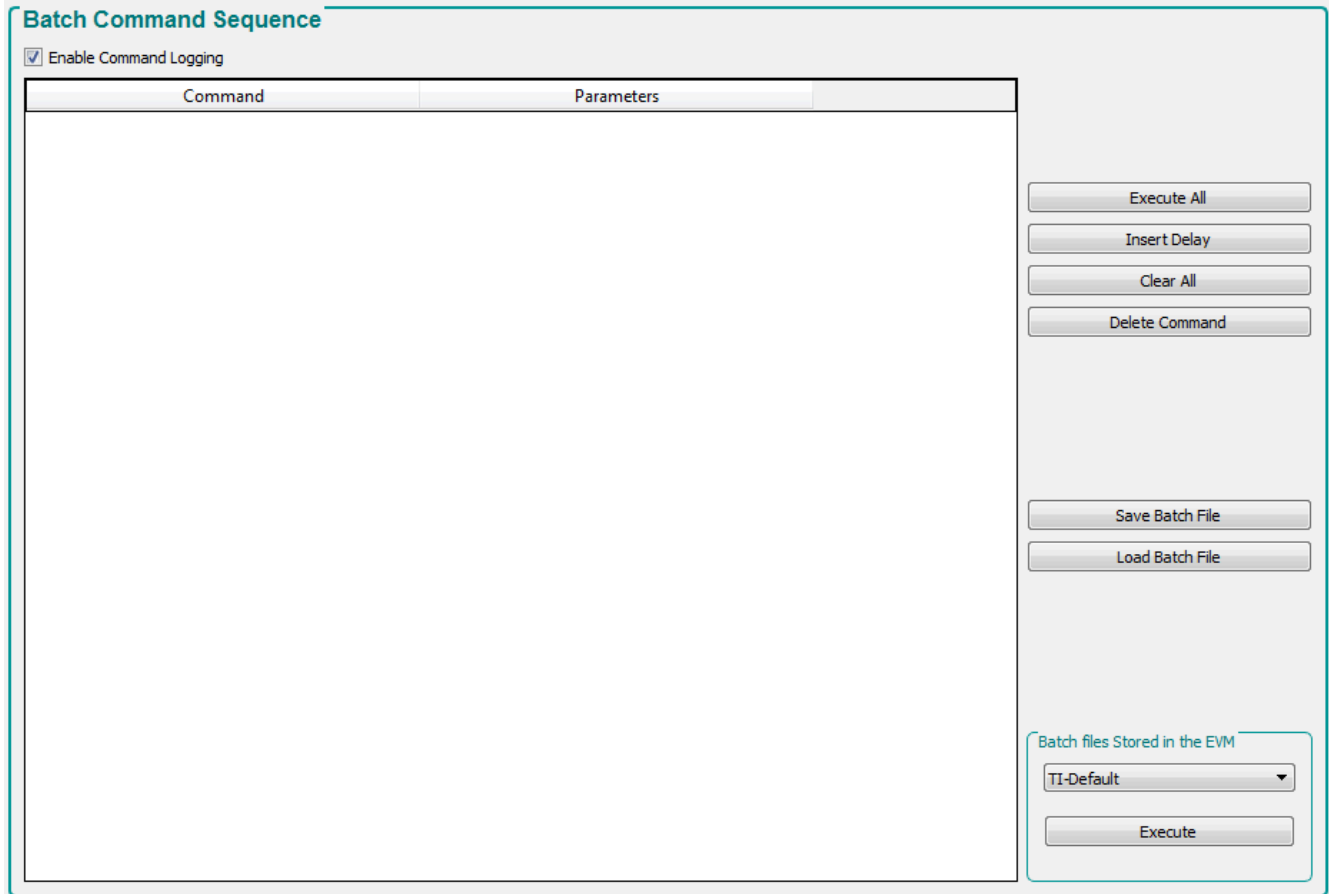 Batch Command Sequence
Enable Command Logging
Command Parameters
Execute All
Insert Delay
Clear All
Delete Command
Save Batch File
Load Batch File
Batch files Stored in the EVM
TI-Default
Execute